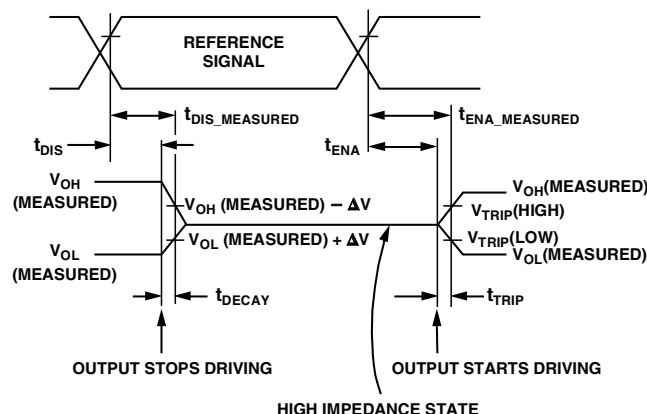 REFERENCE
SIGNAL
tDIS_MEASURED
tENA_MEASURED
tDIS
tENA
VOH
(MEASURED)
VOH (MEASURED) – ΔV
VOH(MEASURED)
VTRIP(HIGH)
VOL
(MEASURED)
VOL (MEASURED) + ΔV
VTRIP(LOW)
VOL(MEASURED)
tDECAY
tTRIP
OUTPUT STOPS DRIVING
OUTPUT STARTS DRIVING
HIGH IMPEDANCE STATE